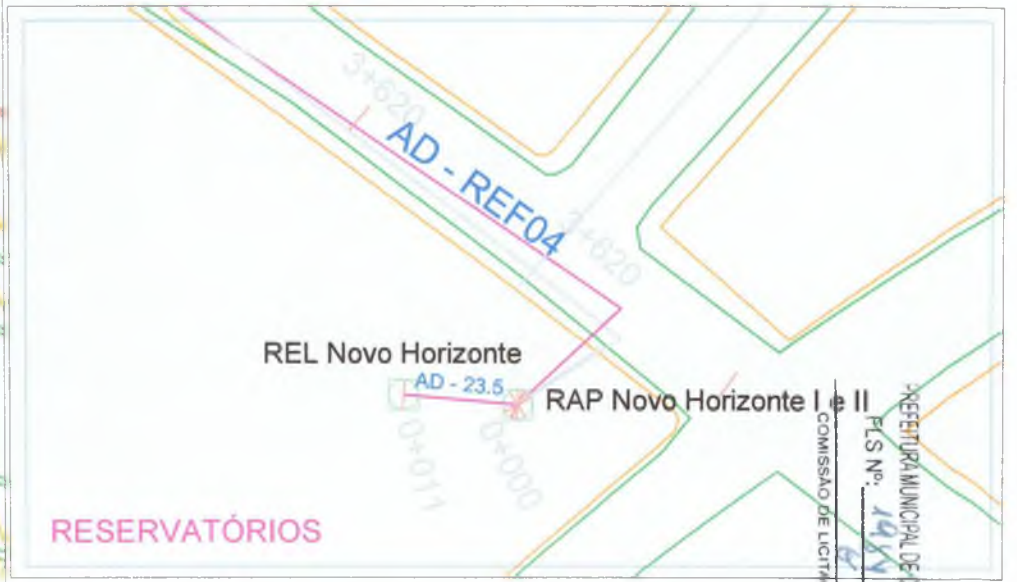 3+620
AD - REF04
3+620
REL Novo Horizonte
AD - 23.5
RAP Novo Horizonte I e II
0+011
0+000
RESERVATÓRIOS
PREFEITURA MUNICIPAL DE
FLS Nº:
COMISSÃO DE LICITA